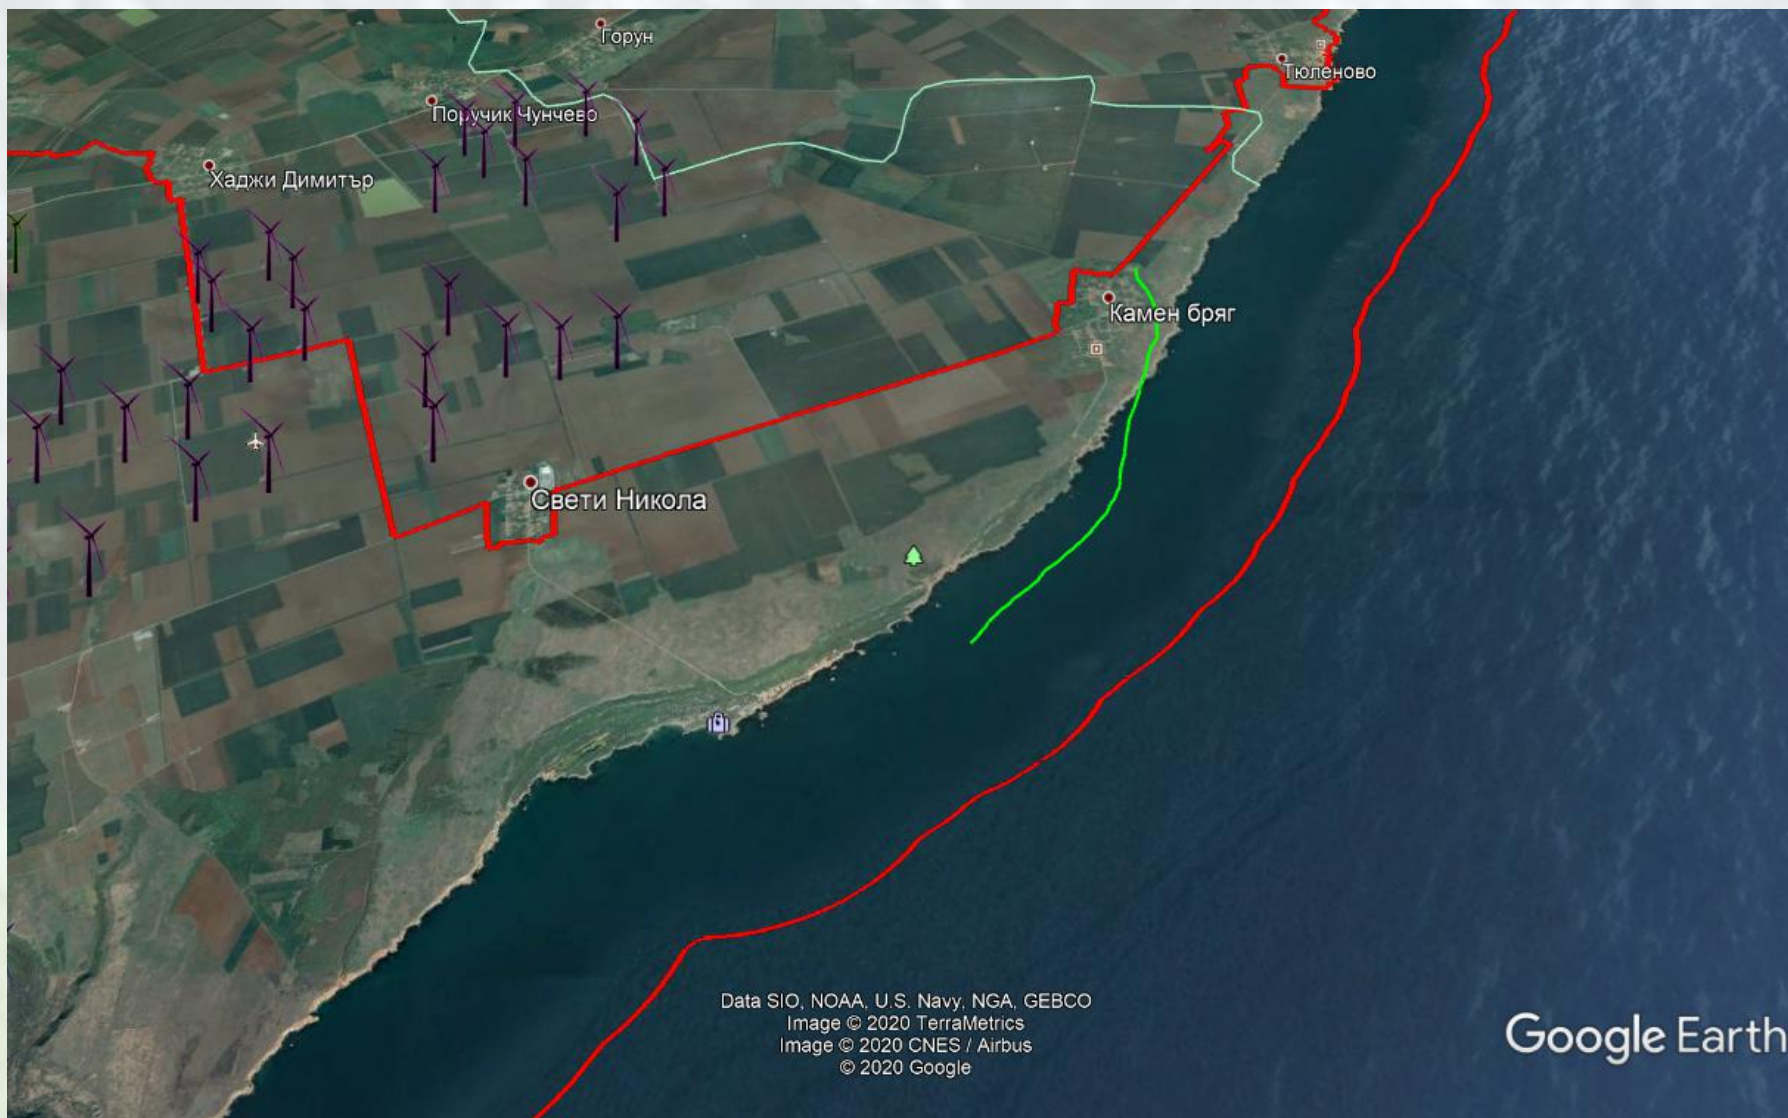 Горун
Тюленово
Поручик Чунчево
Хаджи Димитър
Камен бряг
Свети Никола
Data SIO, NOAA, U.S. Navy, NGA, GEBCO
Image © 2020 TerraMetrics
Image © 2020 CNES / Airbus
© 2020 Google
Google Earth